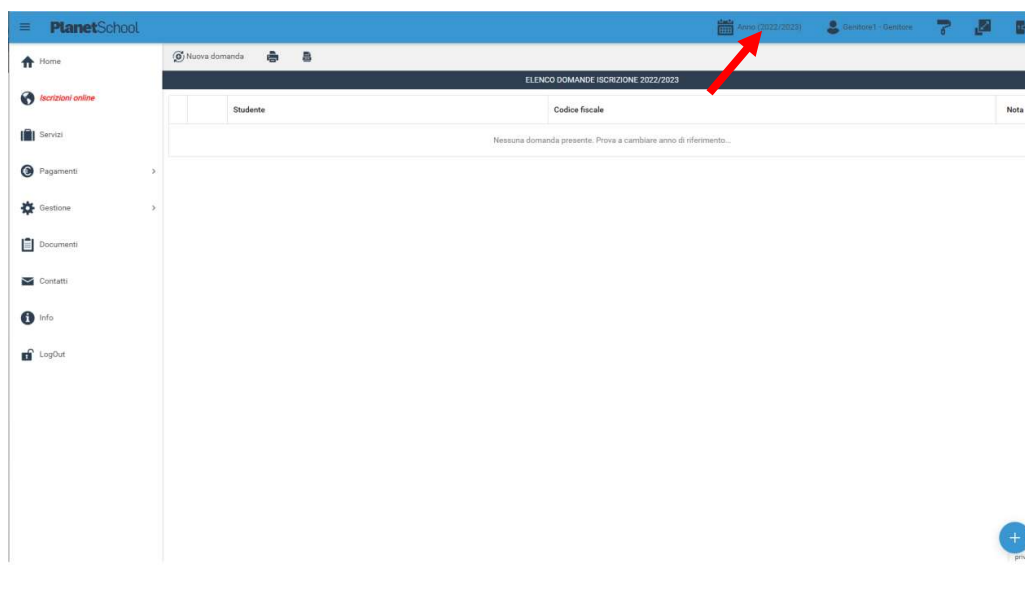 PlanetSchool
Anno (2022/2023)
Genitore1 - Genitore
Home
Iscrizioni online
Servizi
Pagamenti
Gestione
Documenti
Contatti
Info
LogOut
Nuova domanda
ELENCO DOMANDE ISCRIZIONE 2022/2023
Studente Codice fiscale Nota
Nessuna domanda presente. Prova a cambiare anno di riferimento...